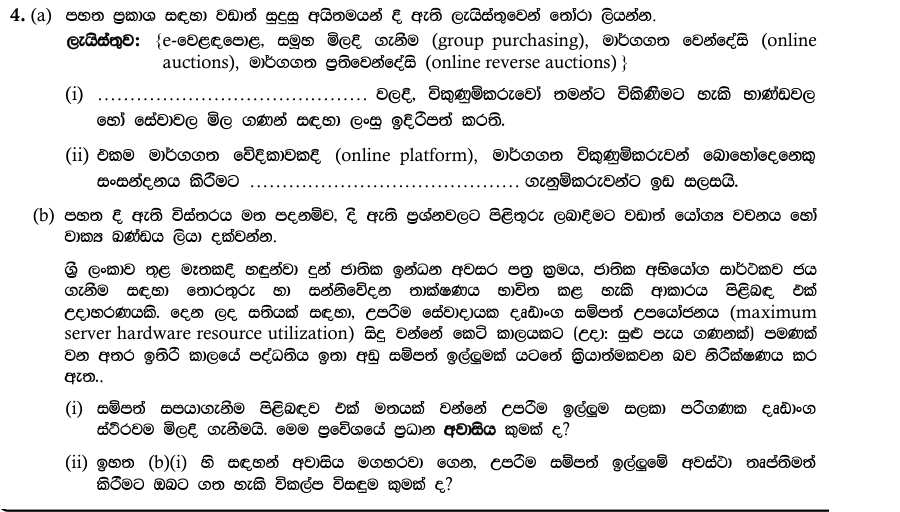 4. (a) පහත ප්‍රකාශ සඳහා වඩාත් සුදුසු අයිතමයන් දී ඇති ලැයිස්තුවෙන් තෝරා ලියන්න.
ලැයිස්තුව: {e-වෙළඳපොළ, සමූහ මිලදී ගැනීම (group purchasing), මාර්ගගත වෙන්දේසි (online
auctions), මාර්ගගත ප්‍රතිවෙන්දේසි (online reverse auctions) }
(i) .......................................... වලදී, විකුණුම්කරුවෝ තමන්ට විකිණීමට හැකි භාණ්ඩවල
හෝ සේවාවල මිල ගණන් සඳහා ලංසු ඉදිරිපත් කරති.
(ii) එකම මාර්ගගත වේදිකාවකදී (online platform), මාර්ගගත විකුණුම්කරුවන් බොහෝදෙනෙකු
සංසන්දනය කිරීමට .......................................... ගැනුම්කරුවන්ට ඉඩ සලසයි.
(b) පහත දී ඇති විස්තරය මත පදනම්ව, දී ඇති ප්‍රශ්නවලට පිළිතුරු ලබාදීමට වඩාත් යෝග්‍ය වචනය හෝ
වාක්‍ය ඛණ්ඩය ලියා දක්වන්න.
ශ්‍රී ලංකාව තුළ මෑතකදී හඳුන්වා දුන් ජාතික ඉන්ධන අවසර පත්‍ර ක්‍රමය, ජාතික අභියෝග සාර්ථකව ජය
ගැනීම සඳහා තොරතුරු හා සන්නිවේදන තාක්ෂණය භාවිත කළ හැකි ආකාරය පිළිබඳ එක්
උදාහරණයකි. දෙන ලද සතියක් සඳහා, උපරිම සේවාදායක දෘඩාංග සම්පත් උපයෝජනය (maximum
server hardware resource utilization) සිදු වන්නේ කෙටි කාලයකට (උදා: සුළු පැය ගණනක්) පමණක්
වන අතර ඉතිරි කාලයේ පද්ධතිය ඉතා අඩු සම්පත් ඉල්ලුමක් යටතේ ක්‍රියාත්මකවන බව නිරීක්ෂණය කර
ඇත..
(i) සම්පත් සපයාගැනීම පිළිබඳව එක් මතයක් වන්නේ උපරිම ඉල්ලුම සලකා පරිගණක දෘඩාංග
ස්ථිරවම මිලදී ගැනීමයි. මෙම ප්‍රවේශයේ ප්‍රධාන අවාසිය කුමක් ද?
(ii) ඉහත (b)(i) හි සඳහන් අවාසිය මගහරවා ගෙන, උපරිම සම්පත් ඉල්ලුමේ අවස්ථා තෘප්තිමත්
කිරීමට ඔබට ගත හැකි විකල්ප විසඳුම කුමක් ද?